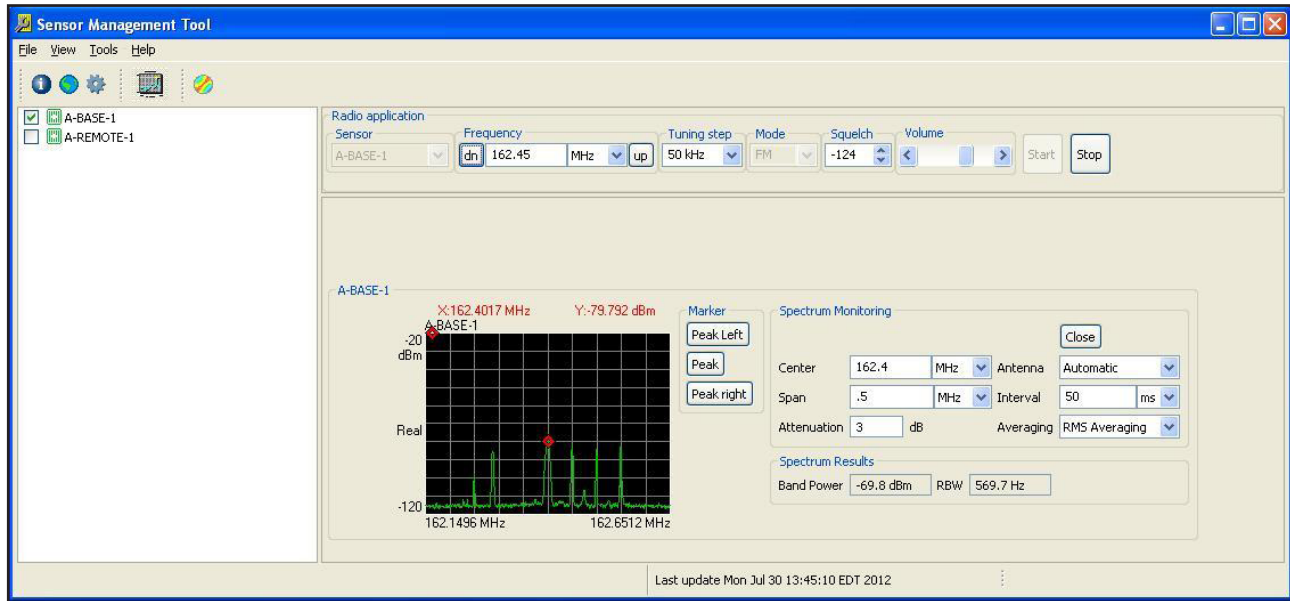 Sensor Management Tool
File View Tools Help
A-BASE-1
A-REMOTE-1
Radio application
Sensor Frequency Tuning step Mode Squelch Volume
A-BASE-1 dn 162.45 MHz up 50 kHz FM -124 Start Stop
A-BASE-1
X:162.4017 MHz Y:-79.792 dBm
A-BASE-1
-20
dBm
Real
-120
162.1496 MHz 162.6512 MHz
Marker
Peak Left
Peak
Peak right
Spectrum Monitoring
Close
Center 162.4 MHz Antenna Automatic
Span .5 MHz Interval 50 ms
Attenuation 3 dB Averaging RMS Averaging
Spectrum Results
Band Power -69.8 dBm RBW 569.7 Hz
Last update Mon Jul 30 13:45:10 EDT 2012